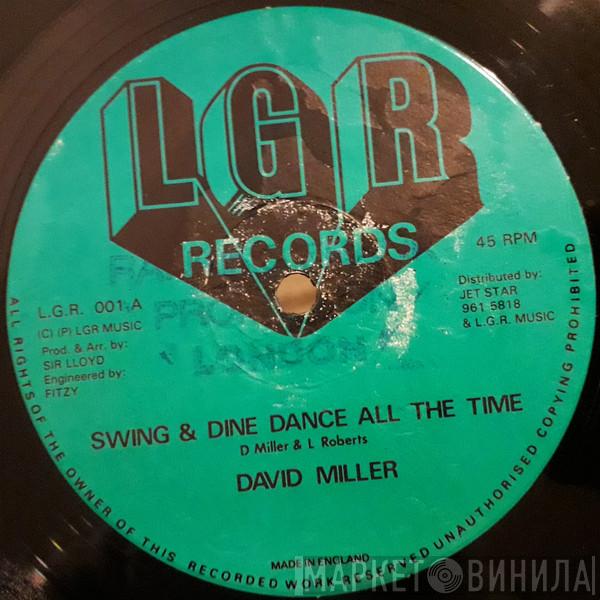 LGR
RECORDS
45 RPM
L.G.R. 001,A
(C) (P) LGR MUSIC
Prod. & Arr. by:
SIR LLOYD
Engineered by:
FITZY
Distributed by:
JET STAR
961 5818
& L.G.R. MUSIC
LONDON
SWING & DINE DANCE ALL THE TIME
D Miller & L Roberts
DAVID MILLER
MADE IN ENGLAND
ALL RIGHTS OF THE OWNER OF THIS RECORDED WORK RESERVED UNAUTHORISED COPYING PROHIBITED
МАРКЕТ ВИНИЛА